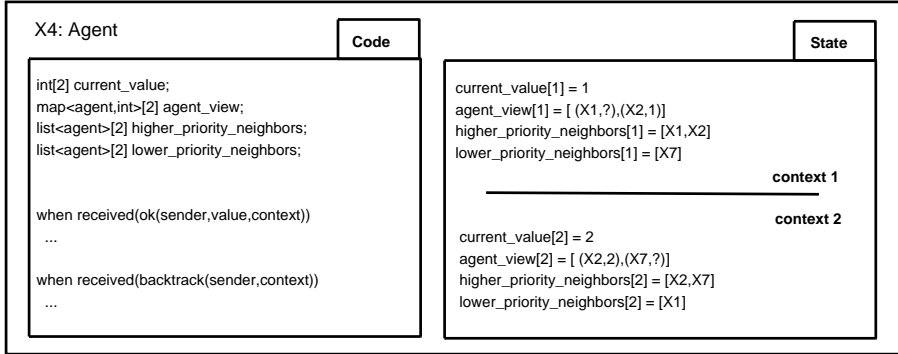 X4: Agent
Code
int[2] current_value;
map<agent,int>[2] agent_view;
list<agent>[2] higher_priority_neighbors;
list<agent>[2] lower_priority_neighbors;
when received(ok(sender,value,context))
...
when received(backtrack(sender,context))
...
State
current_value[1] = 1
agent_view[1] = [ (X1,?),(X2,1)]
higher_priority_neighbors[1] = [X1,X2]
lower_priority_neighbors[1] = [X7]
context 1
context 2
current_value[2] = 2
agent_view[2] = [ (X2,2),(X7,?)]
higher_priority_neighbors[2] = [X2,X7]
lower_priority_neighbors[2] = [X1]